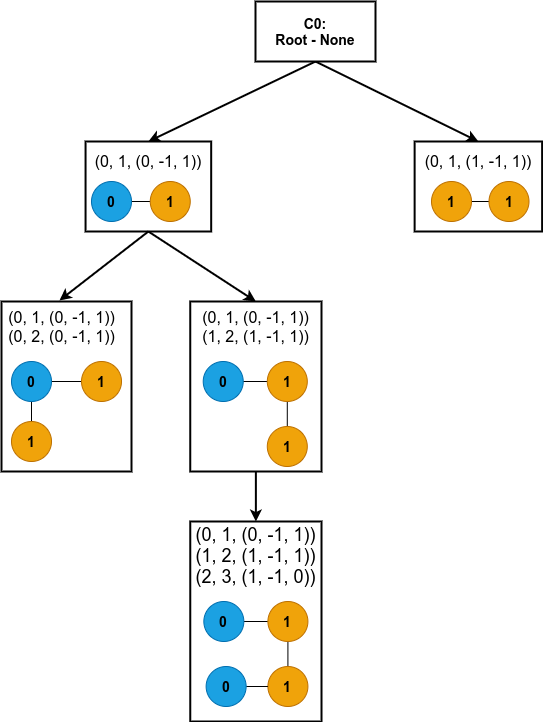 C0:
Root - None
(0, 1, (0, -1, 1))
0 1
(0, 1, (1, -1, 1))
1 1
(0, 1, (0, -1, 1))
(0, 2, (0, -1, 1))
0 1
1
(0, 1, (0, -1, 1))
(1, 2, (1, -1, 1))
0 1
1
(0, 1, (0, -1, 1))
(1, 2, (1, -1, 1))
(2, 3, (1, -1, 0))
0 1
0 1